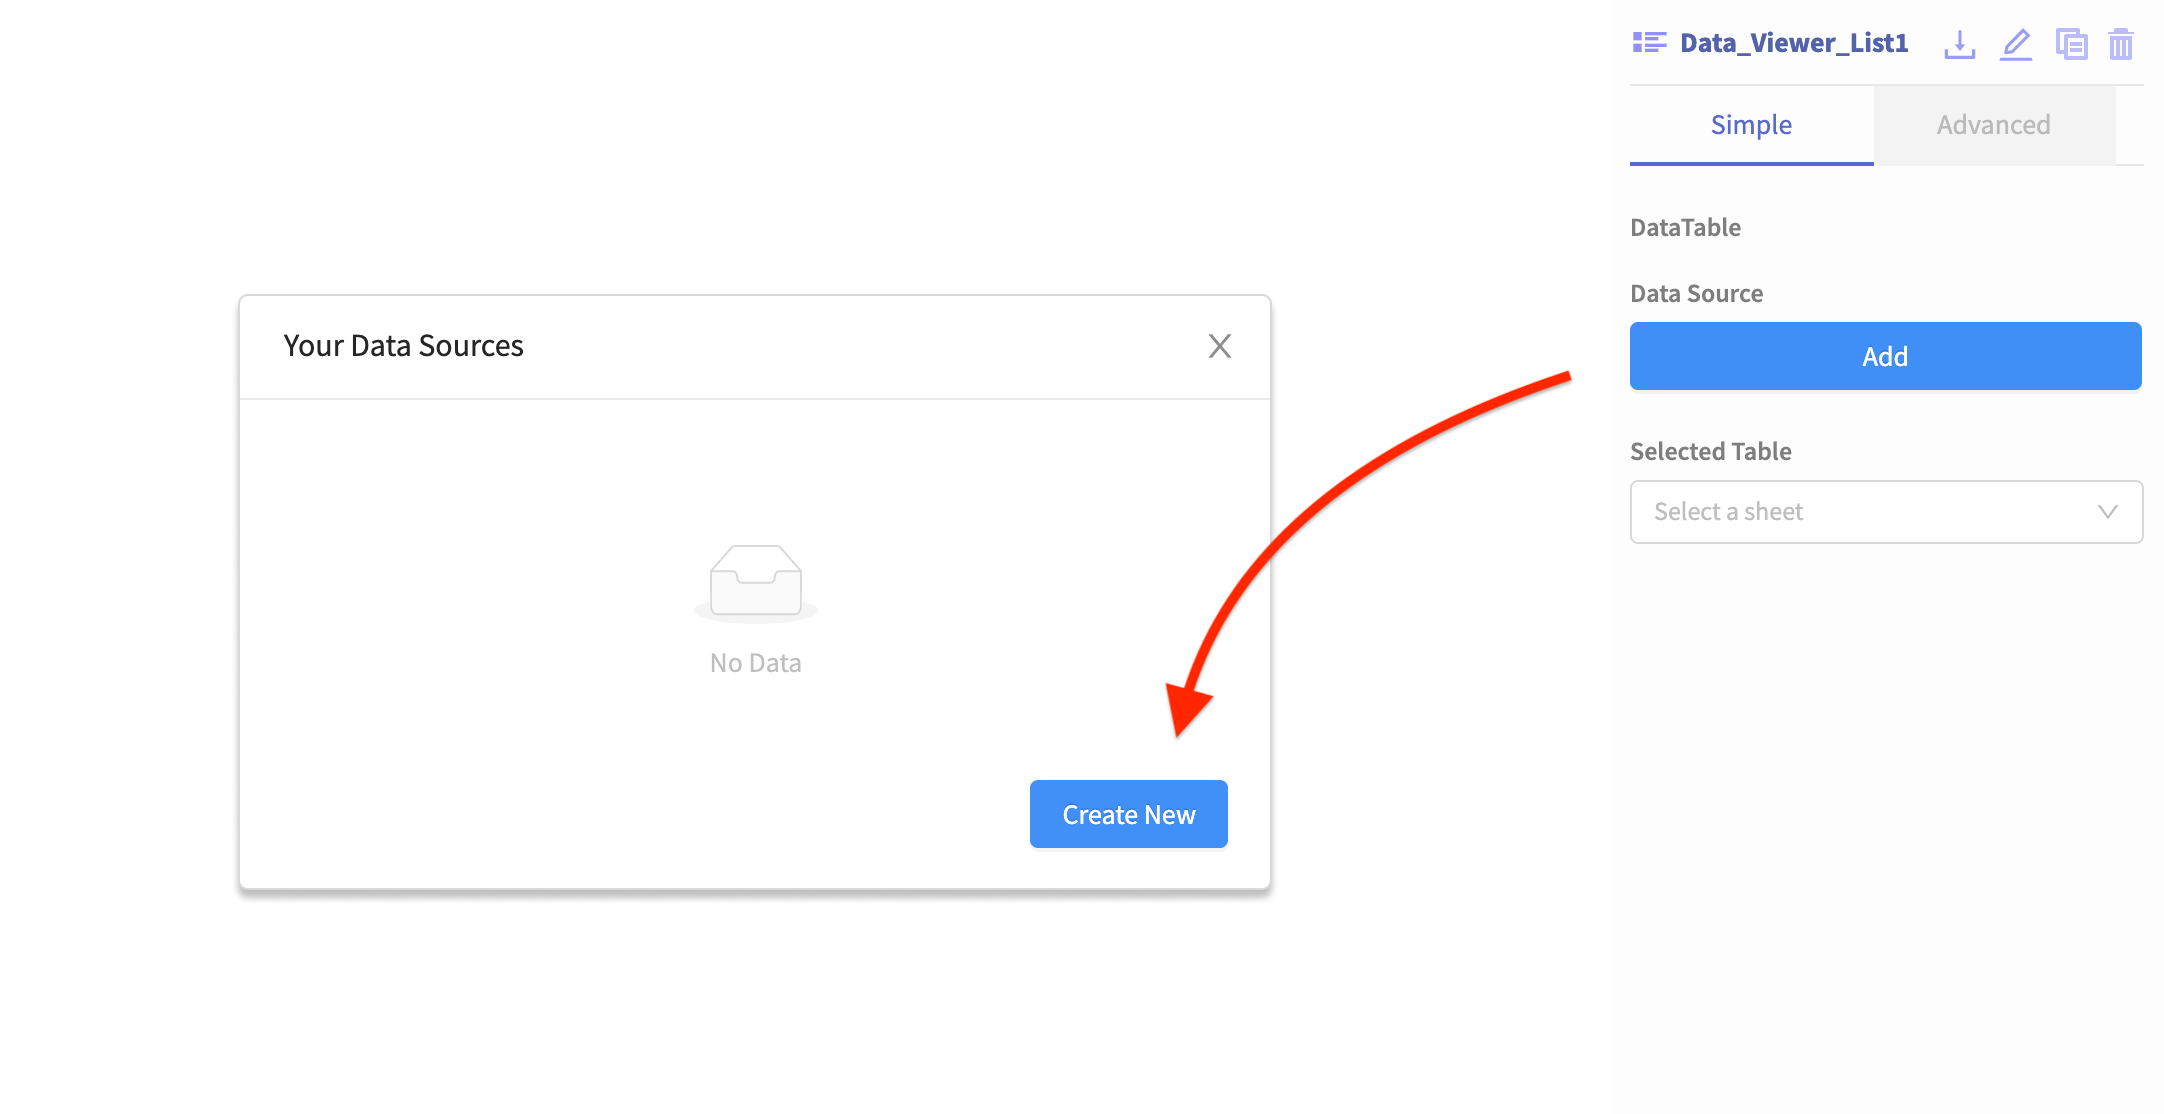 Data_Viewer_List1
Simple
Advanced
DataTable
Data Source
Add
Selected Table
Select a sheet
Your Data Sources
No Data
Create New